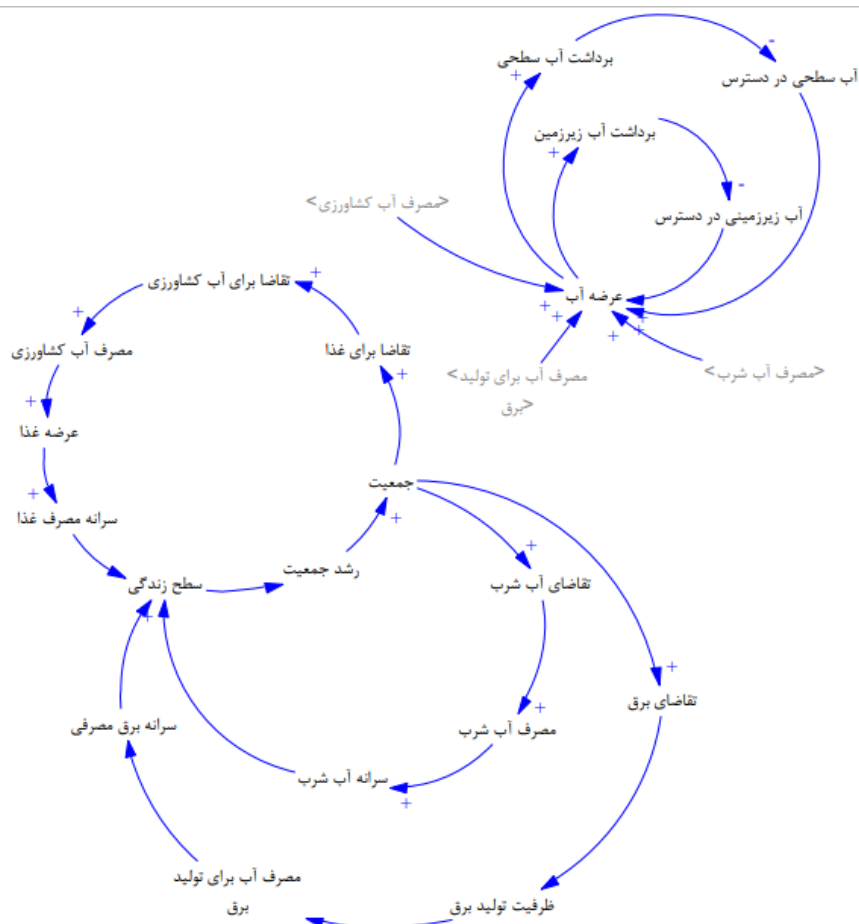 برداشت آب سطحی
آب سطحی در دسترس
برداشت آب زیرزمین
<مصرف آب کشاورزی>
آب زیرزمینی در دسترس
تقاضا برای آب کشاورزی
عرضه آب
مصرف آب کشاورزی
تقاضا برای غذا
<مصرف آب برای تولید
برق>
<مصرف آب شرب>
عرضه غذا
جمعیت
سرانه مصرف غذا
رشد جمعیت
سطح زندگی
تقاضای آب شرب
تقاضای برق
سرانه برق مصرفی
مصرف آب شرب
سرانه آب شرب
مصرف آب برای تولید
برق
ظرفیت تولید برق